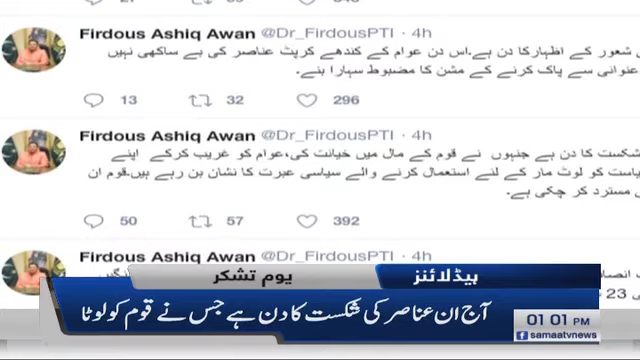 Firdous Ashiq Awan @Dr_FirdousPTI · 4h
شعور کے اظہارکا دن ہے۔اس دن عوام کے کندھے کرپٹ عناصر کی بے ساکھی نہیں
عنوانی سے پاک کرنے کے مشن کا مضبوط سہارا بنے۔
13 32 296
Firdous Ashiq Awan @Dr_FirdousPTI · 4h
شکست کا دن ہے جنہوں نے قوم کے مال میں خیانت کی،عوام کو غریب کرکے اپنے
یاست کو لوٹ مار کے لئے استعمال کرنے والے سیاسی عبرت کا نشان بن رہے ہیں۔قوم ان
مسترد کر چکی ہے۔
50 57 392
Firdous Ashiq Awan @Dr_FirdousPTI · 4h
ہیڈلائنز یوم تشکر
آج ان عناصر کی شکست کا دن ہے جس نے قوم کو لوٹا
01 01 PM
samaatvnews